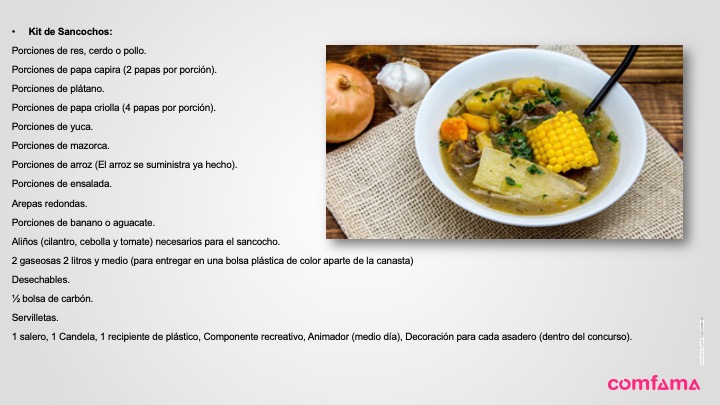 • Kit de Sancochos:
Porciones de res, cerdo o pollo.
Porciones de papa capira (2 papas por porción).
Porciones de plátano.
Porciones de papa criolla (4 papas por porción).
Porciones de yuca.
Porciones de mazorca.
Porciones de arroz (El arroz se suministra ya hecho).
Porciones de ensalada.
Arepas redondas.
Porciones de banano o aguacate.
Aliños (cilantro, cebolla y tomate) necesarios para el sancocho.
2 gaseosas 2 litros y medio (para entregar en una bolsa plástica de color aparte de la canasta)
Desechables.
½ bolsa de carbón.
Servilletas.
1 salero, 1 Candela, 1 recipiente de plástico, Componente recreativo, Animador (medio día), Decoración para cada asadero (dentro del concurso).
comfama